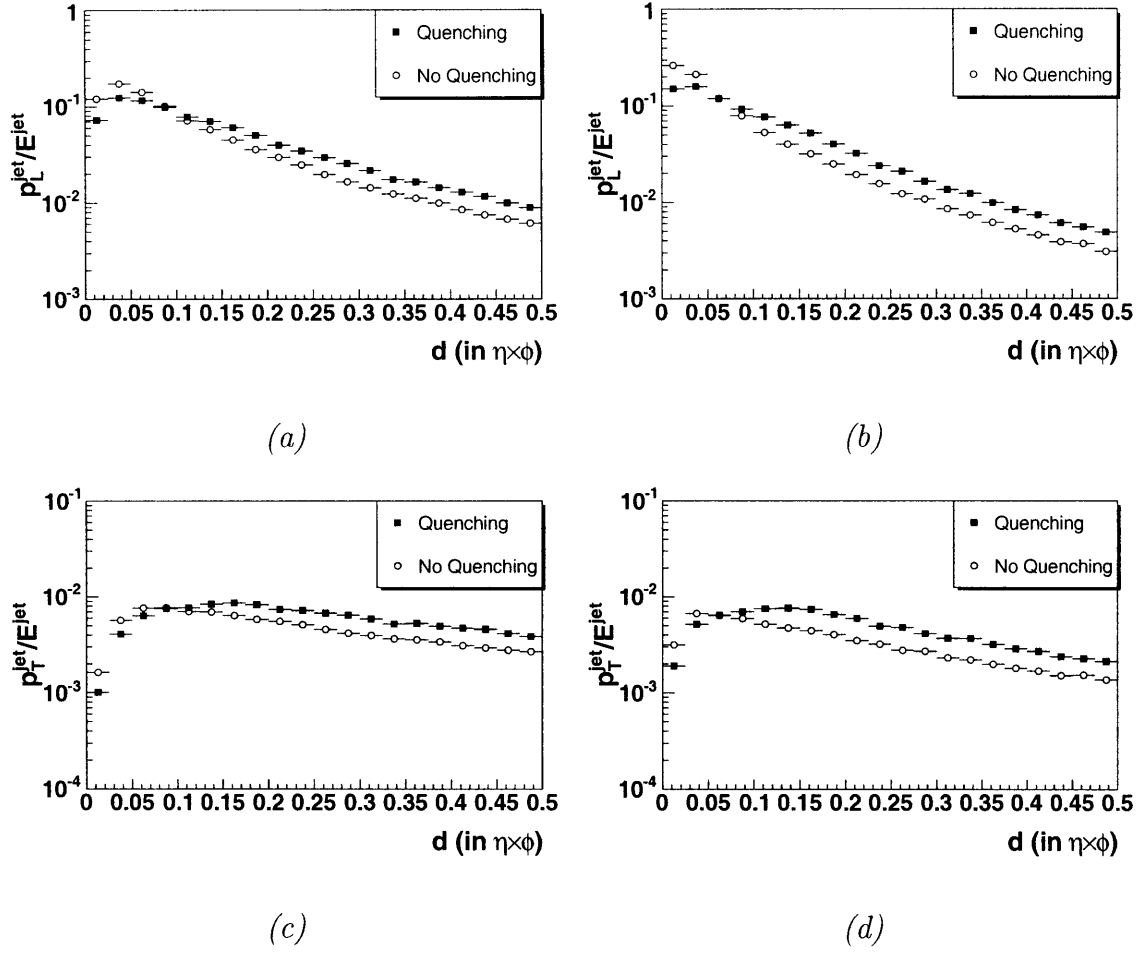 1
10⁻¹
10⁻²
10⁻³
p_L^jet/E^jet
Quenching
No Quenching
0 0.05 0.1 0.15 0.2 0.25 0.3 0.35 0.4 0.45 0.5
d (in η×φ)
(a)
1
10⁻¹
10⁻²
10⁻³
p_L^jet/E^jet
Quenching
No Quenching
0 0.05 0.1 0.15 0.2 0.25 0.3 0.35 0.4 0.45 0.5
d (in η×φ)
(b)
10⁻¹
10⁻²
10⁻³
10⁻⁴
p_T^jet/E^jet
Quenching
No Quenching
0 0.05 0.1 0.15 0.2 0.25 0.3 0.35 0.4 0.45 0.5
d (in η×φ)
(c)
10⁻¹
10⁻²
10⁻³
10⁻⁴
p_T^jet/E^jet
Quenching
No Quenching
0 0.05 0.1 0.15 0.2 0.25 0.3 0.35 0.4 0.45 0.5
d (in η×φ)
(d)